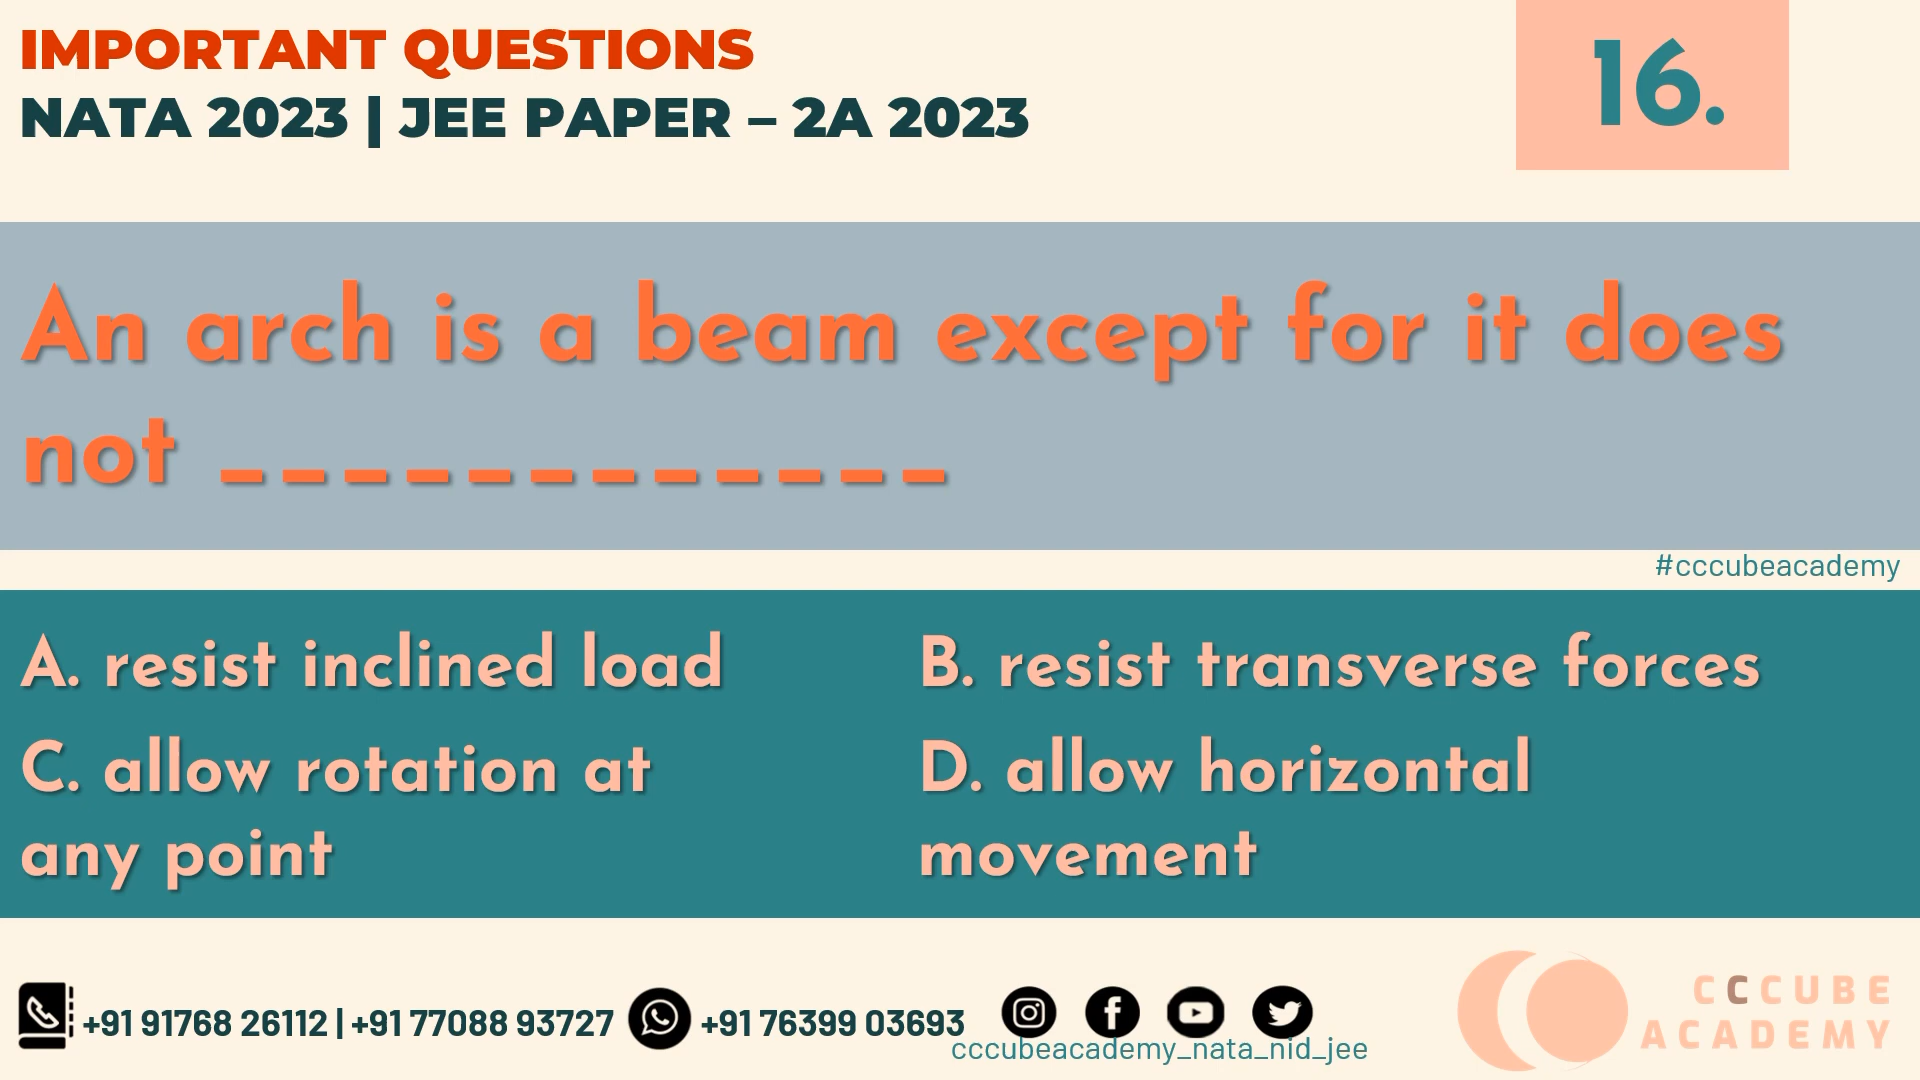 IMPORTANT QUESTIONS
NATA 2023 | JEE PAPER – 2A 2023
16.
An arch is a beam except for it does
not _ _ _ _ _ _ _ _ _ _ _ _
#cccubeacademy
A. resist inclined load
B. resist transverse forces
C. allow rotation at
any point
D. allow horizontal
movement
+91 91768 26112 | +91 77088 93727
+91 76399 03693
cccubeacademy_nata_nid_jee
CCCUBE
ACADEMY